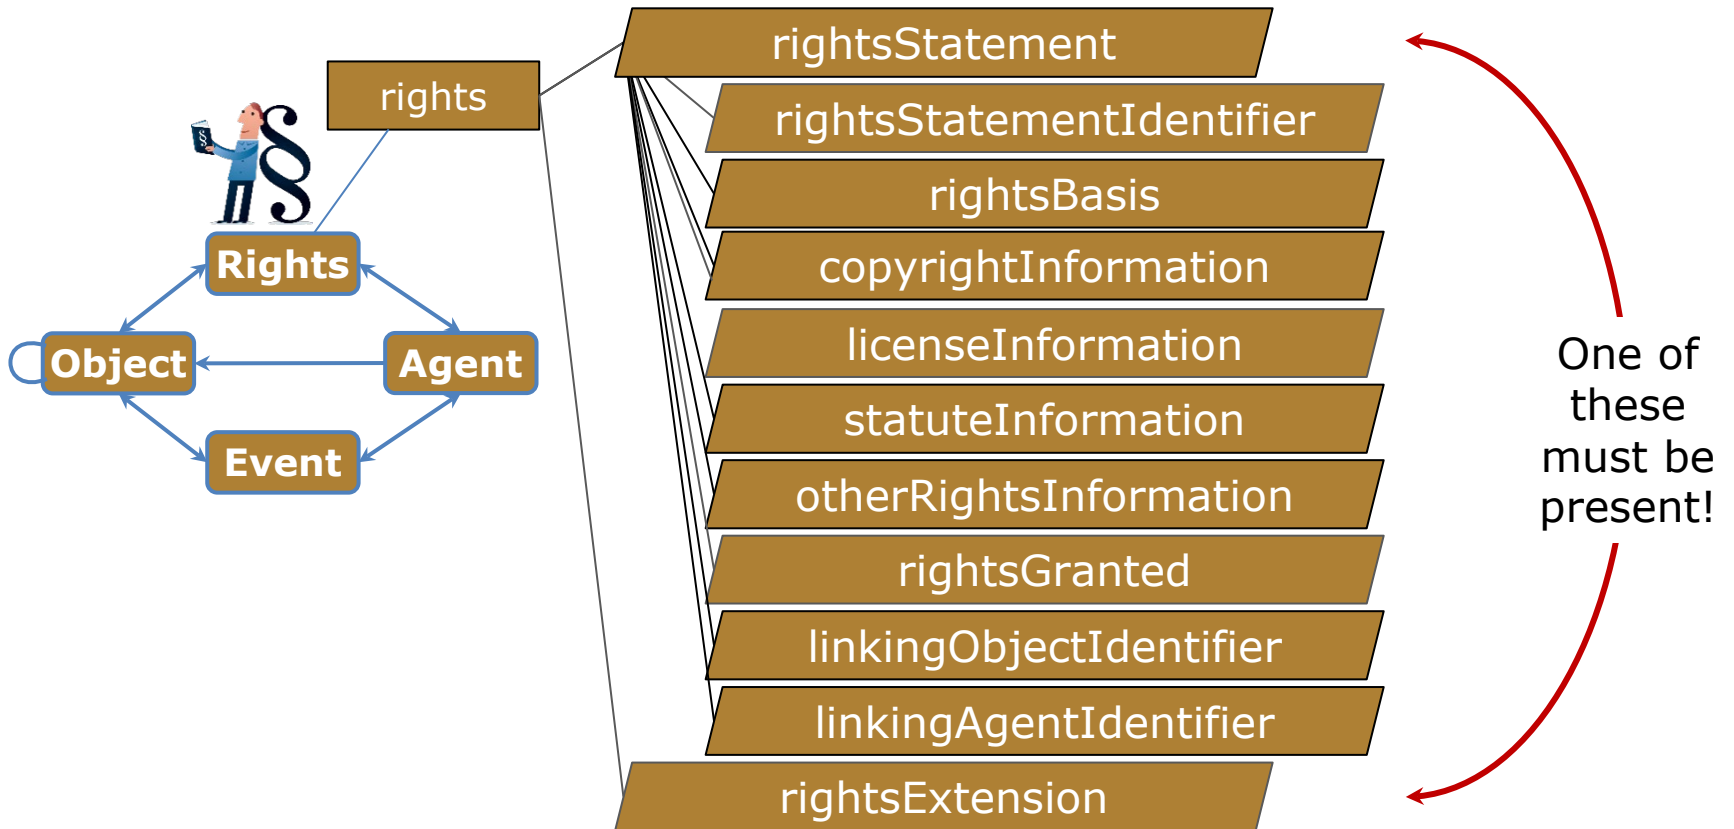 rightsStatement
rights
rightsStatementIdentifier
§
rightsBasis
Rights
copyrightInformation
licenseInformation
Object
Agent
statuteInformation
Event
otherRightsInformation
rightsGranted
linkingObjectIdentifier
linkingAgentIdentifier
rightsExtension
One of
these
must be
present!